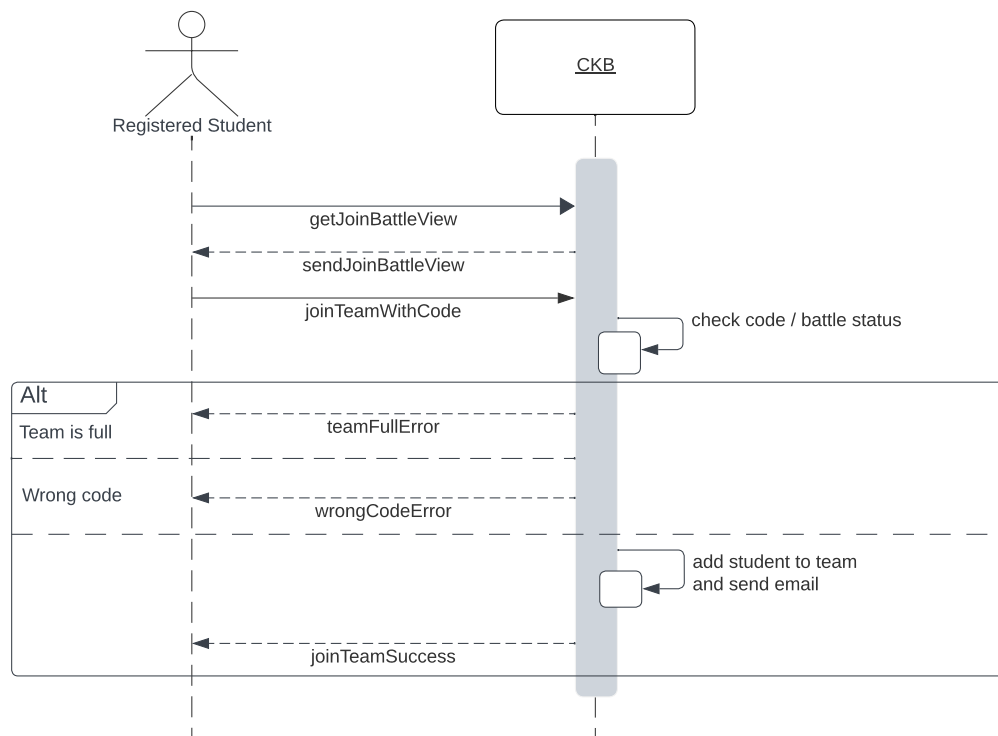 CKB
Registered Student
getJoinBattleView
sendJoinBattleView
joinTeamWithCode
check code / battle status
Alt
teamFullError
Team is full
Wrong code
wrongCodeError
add student to team
and send email
joinTeamSuccess